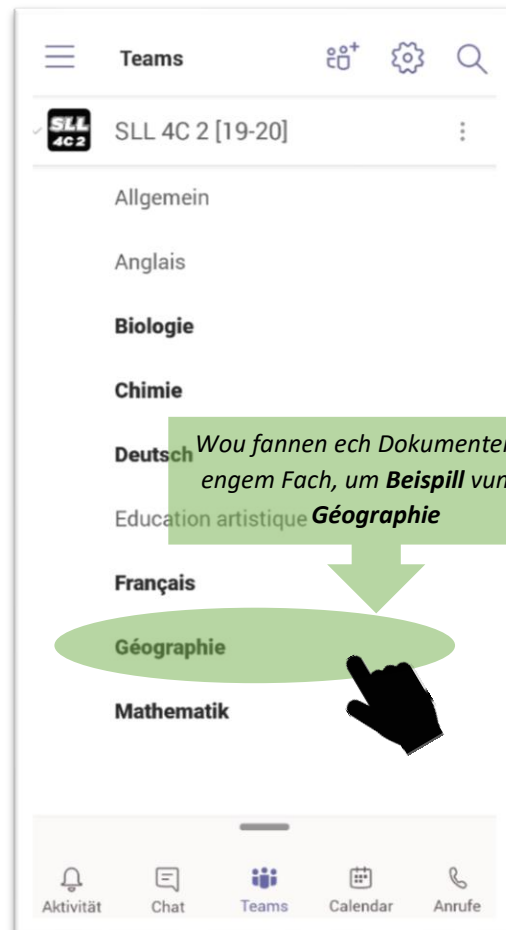 Teams
SLL
4C 2
SLL 4C 2 [19-20]
Allgemein
Anglais
Biologie
Chimie
Deutsch
Wou fannen ech Dokumenter
engem Fach, um Beispill vun
Géographie
Education artistique
Français
Géographie
Mathematik
Aktivität
Chat
Teams
Calendar
Anrufe